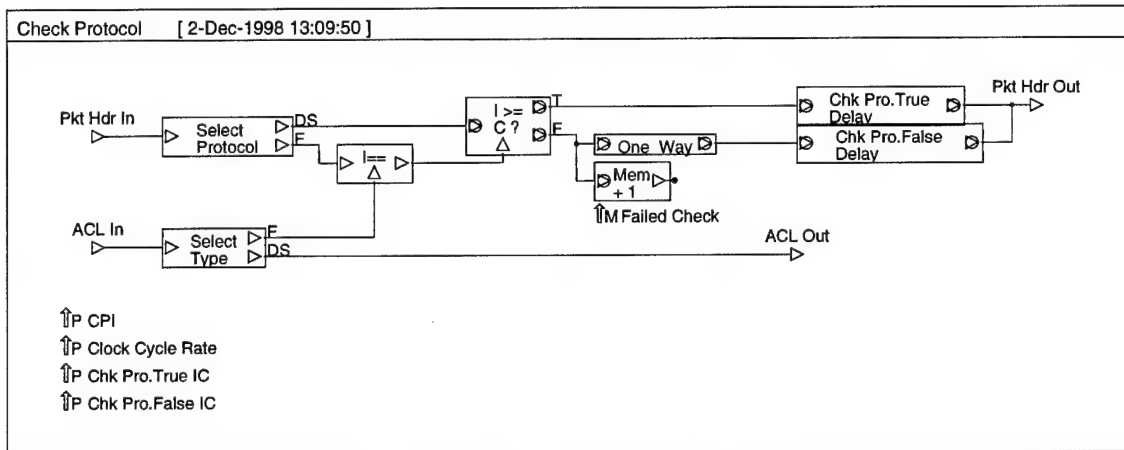 Check Protocol [ 2-Dec-1998 13:09:50 ]
Pkt Hdr In
Select
Protocol
DS
F
I==
I >=
C ?
T
F
One Way
Mem
+ 1
⇑M Failed Check
Chk Pro.True
Delay
Chk Pro.False
Delay
Pkt Hdr Out
ACL In
Select
Type
F
DS
ACL Out
⇑P CPI
⇑P Clock Cycle Rate
⇑P Chk Pro.True IC
⇑P Chk Pro.False IC